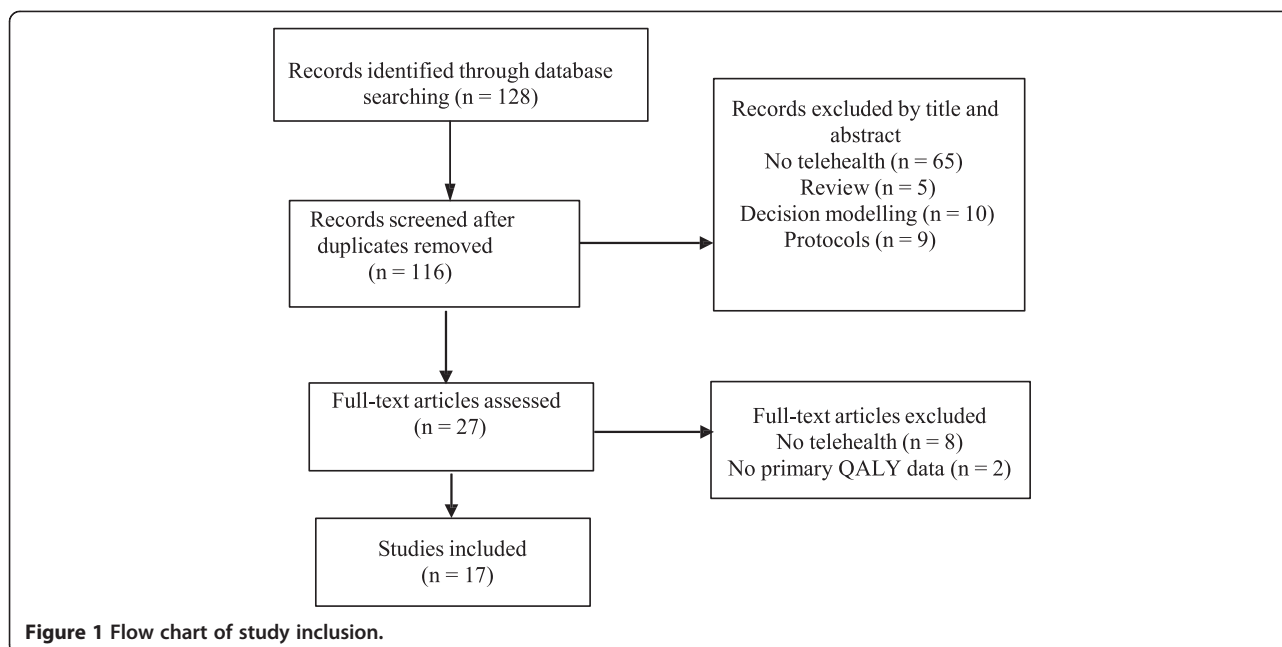 Records identified through database
searching (n = 128)
Records excluded by title and
abstract
No telehealth (n = 65)
Review (n = 5)
Decision modelling (n = 10)
Protocols (n = 9)
Records screened after
duplicates removed
(n = 116)
Full-text articles assessed
(n = 27)
Full-text articles excluded
No telehealth (n = 8)
No primary QALY data (n = 2)
Studies included
(n = 17)
Figure 1 Flow chart of study inclusion.